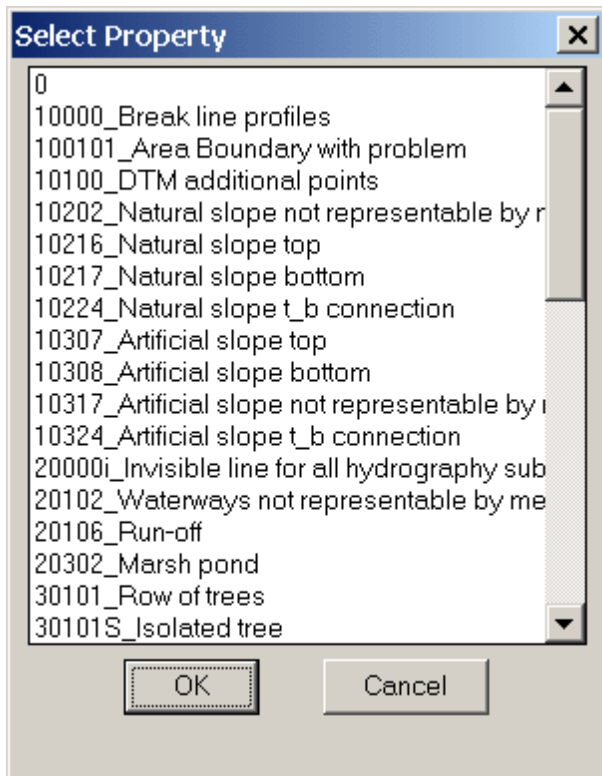 Select Property
0
10000_Break line profiles
100101_Area Boundary with problem
10100_DTM additional points
10202_Natural slope not representable by
10216_Natural slope top
10217_Natural slope bottom
10224_Natural slope t_b connection
10307_Artificial slope top
10308_Artificial slope bottom
10317_Artificial slope not representable by
10324_Artificial slope t_b connection
20000i_Invisible line for all hydrography sub
20102_Waterways not representable by me
20106_Run-off
20302_Marsh pond
30101_Row of trees
30101S_Isolated tree
OK Cancel